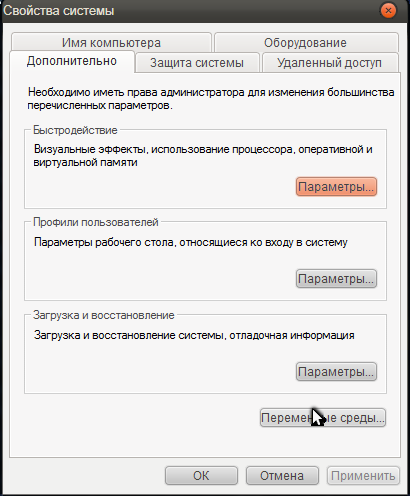 Свойства системы
Имя компьютера
Оборудование
Дополнительно
Защита системы
Удаленный доступ
Необходимо иметь права администратора для изменения большинства
перечисленных параметров.
Быстродействие
Визуальные эффекты, использование процессора, оперативной и
виртуальной памяти
Параметры...
Профили пользователей
Параметры рабочего стола, относящиеся ко входу в систему
Параметры...
Загрузка и восстановление
Загрузка и восстановление системы, отладочная информация
Параметры...
Переменные среды...
ОК
Отмена
Применить